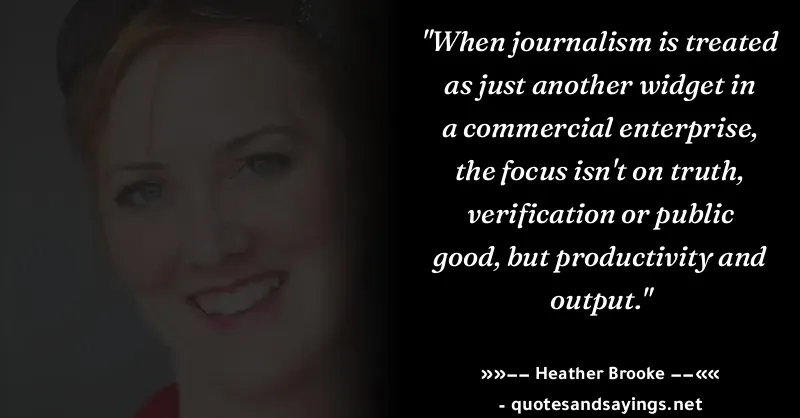 "When journalism is treated
as just another widget in
a commercial enterprise,
the focus isn't on truth,
verification or public
good, but productivity and
output."
»»−− Heather Brooke −−««
- quotesandsayings.net